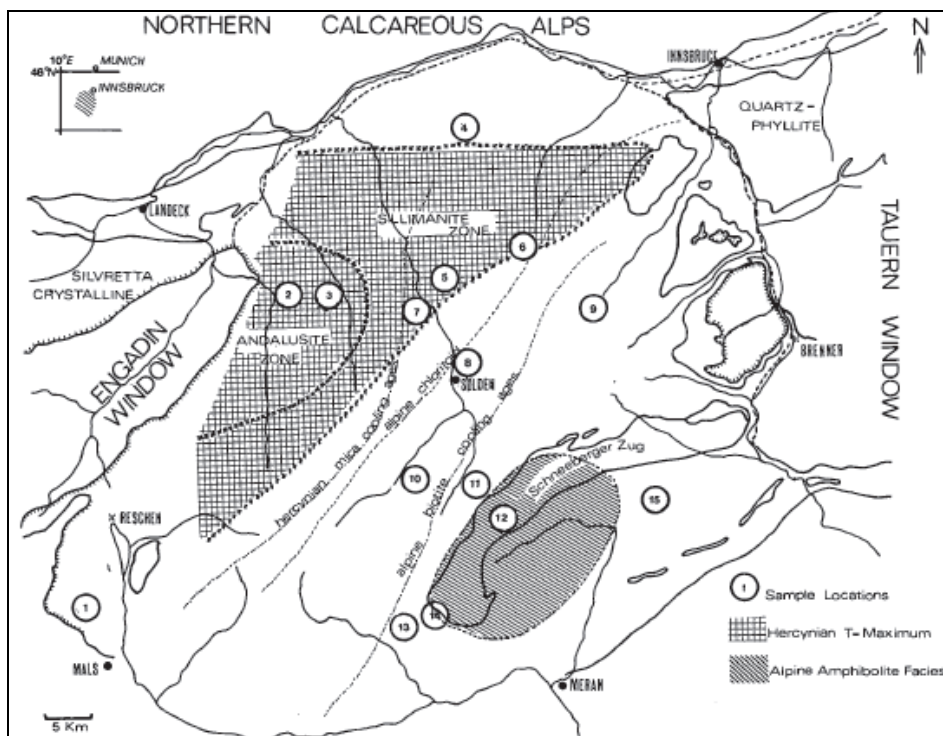 NORTHERN CALCAREOUS ALPS
N
10°E
MUNICH
46°N
INNSBRUCK
INNSBRUCK
QUARTZ-
PHYLLITE
4
LANDECK
SILLIMANITE
ZONE
TAUERN WINDOW
6
SILVRETTA
CRYSTALLINE
5
2
3
9
7
ANDALUSITE
ZONE
BRENNER
ENGADIN
WINDOW
8
SÖLDEN
hercynian mica cooling ages
alpine chlorite
alpine biotite cooling ages
Schneeberger Zug
10
11
15
12
RESCHEN
1
1 Sample Locations
13
14
Hercynian T-Maximum
MALS
Alpine Amphibolite Facies
MERAN
5 Km